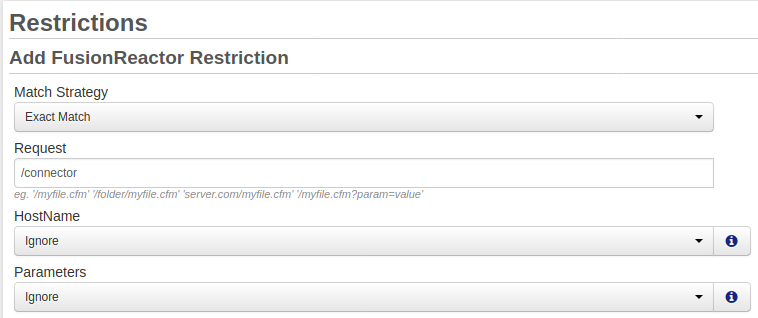 Restrictions
Add FusionReactor Restriction
Match Strategy
Exact Match
Request
/connector
eg. '/myfile.cfm' '/folder/myfile.cfm' 'server.com/myfile.cfm' '/myfile.cfm?param=value'
HostName
Ignore
Parameters
Ignore